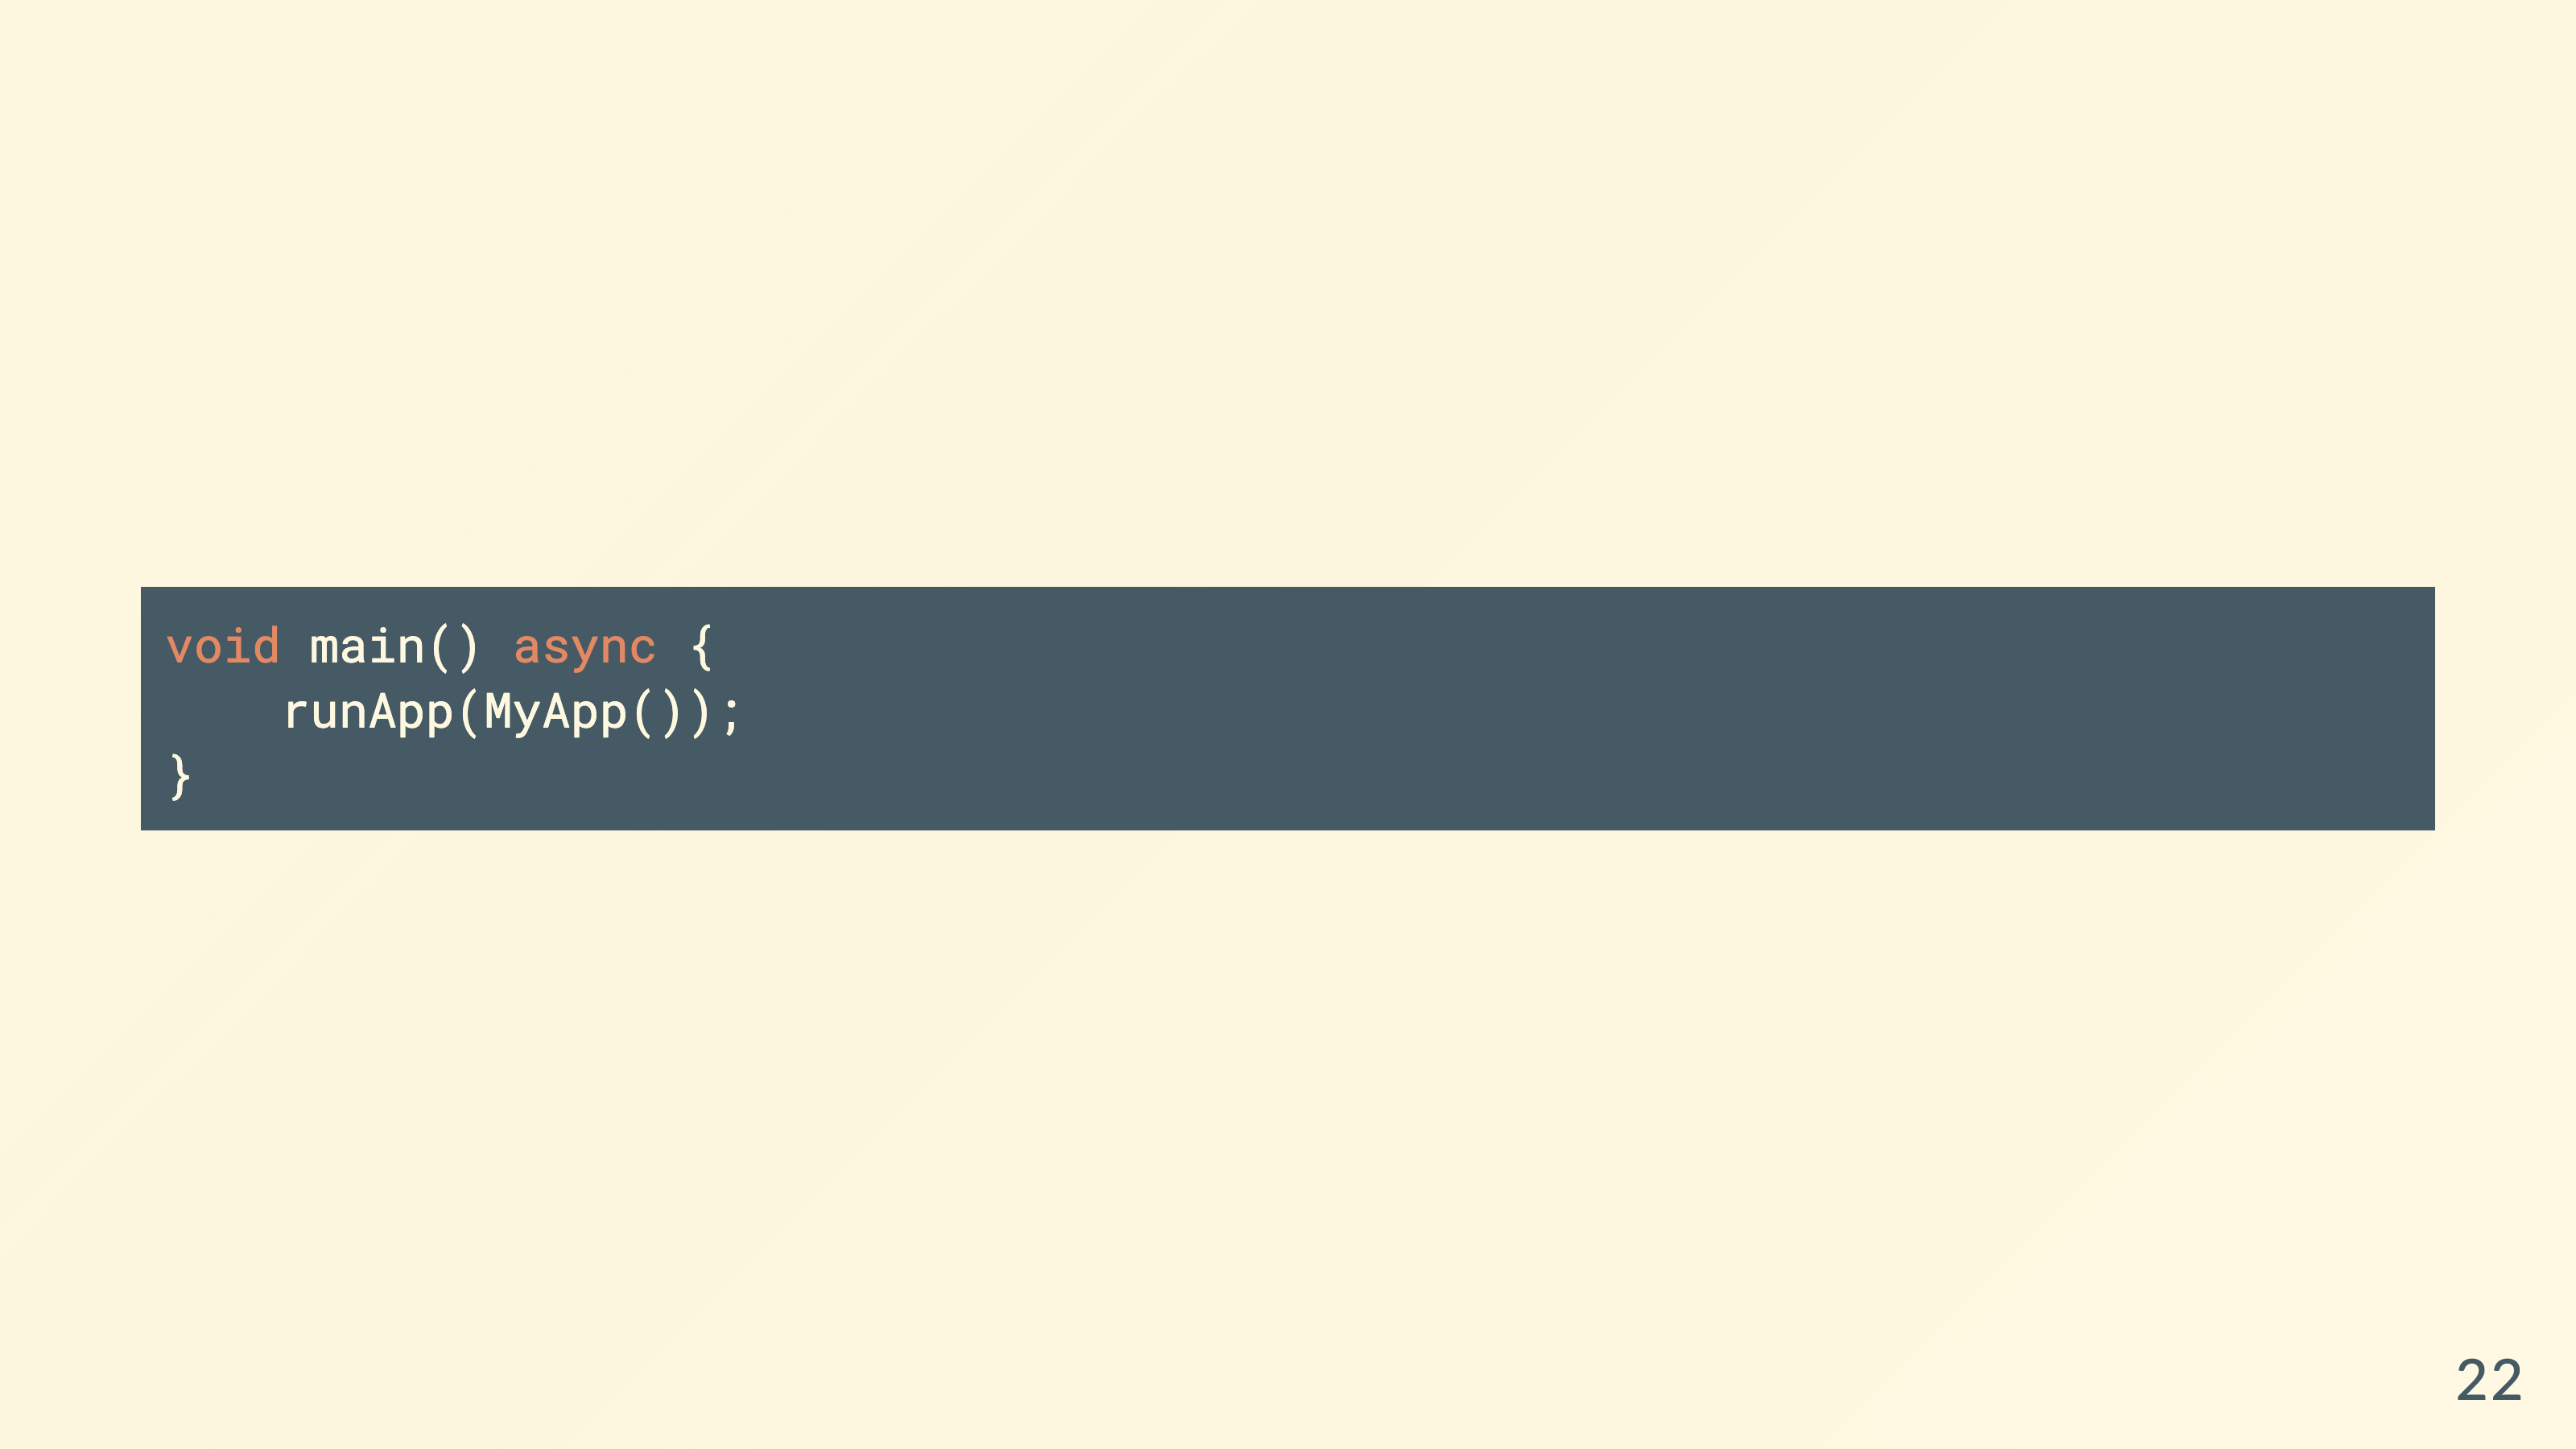 void main() async {
    runApp(MyApp());
}
22